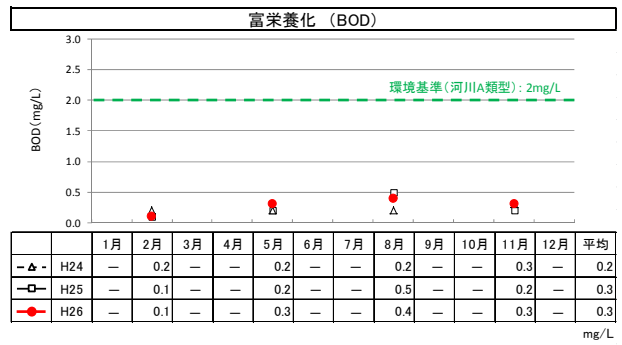 富栄養化 （BOD）
3.0
2.5
2.0
1.5
1.0
0.5
0.0
BOD（mg/L）
環境基準（河川A類型）：2mg/L
1月 2月 3月 4月 5月 6月 7月 8月 9月 10月 11月 12月 平均
H24 — 0.2 — — 0.2 — — 0.2 — — 0.3 — 0.2
H25 — 0.1 — — 0.2 — — 0.5 — — 0.2 — 0.3
H26 — 0.1 — — 0.3 — — 0.4 — — 0.3 — 0.3
mg/L